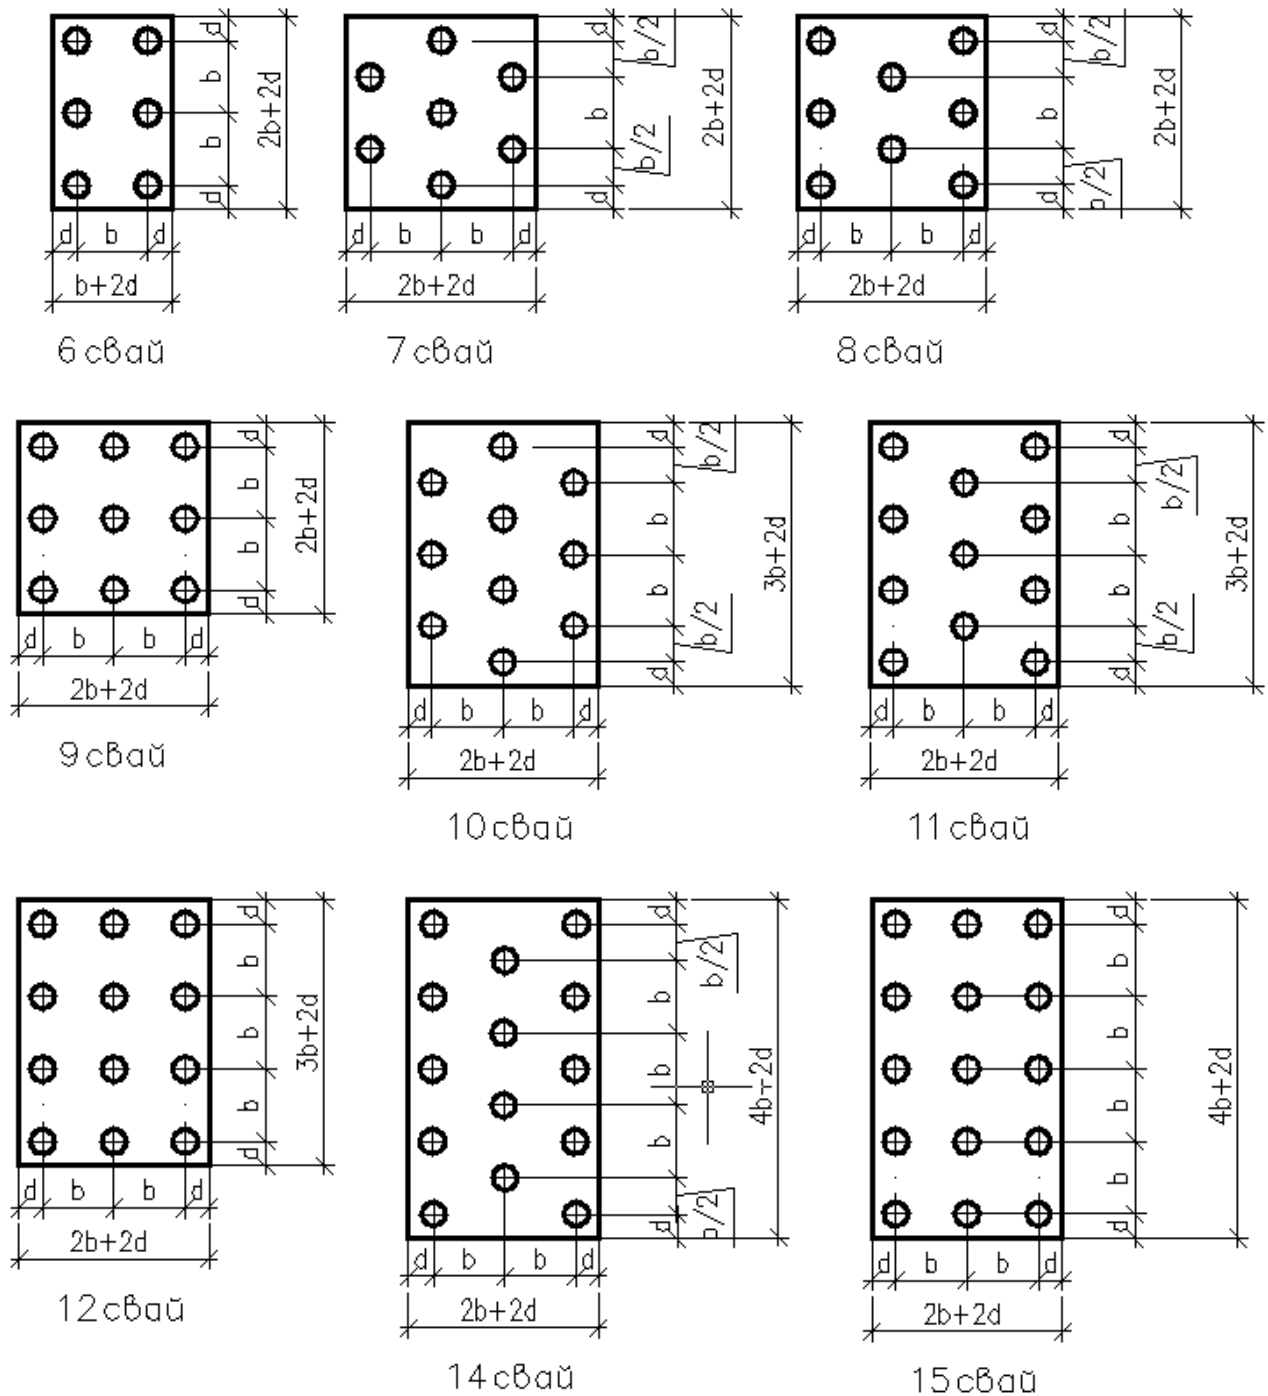 d b b d 2b+2d
d b d
b+2d
6 свай
d b/2 b b/2 d 2b+2d
d b b d
2b+2d
7 свай
d b/2 b b/2 d 2b+2d
d b b d
2b+2d
8 свай
d b b d 2b+2d
d b b d
2b+2d
9 свай
d b/2 b b b/2 d 3b+2d
d b b d
2b+2d
10 свай
d b/2 b b b/2 d 3b+2d
d b b d
2b+2d
11 свай
d b b b d 3b+2d
d b b d
2b+2d
12 свай
d b/2 b b b b/2 d 4b+2d
d b b d
2b+2d
14 свай
d b b b b d 4b+2d
d b b d
2b+2d
15 свай